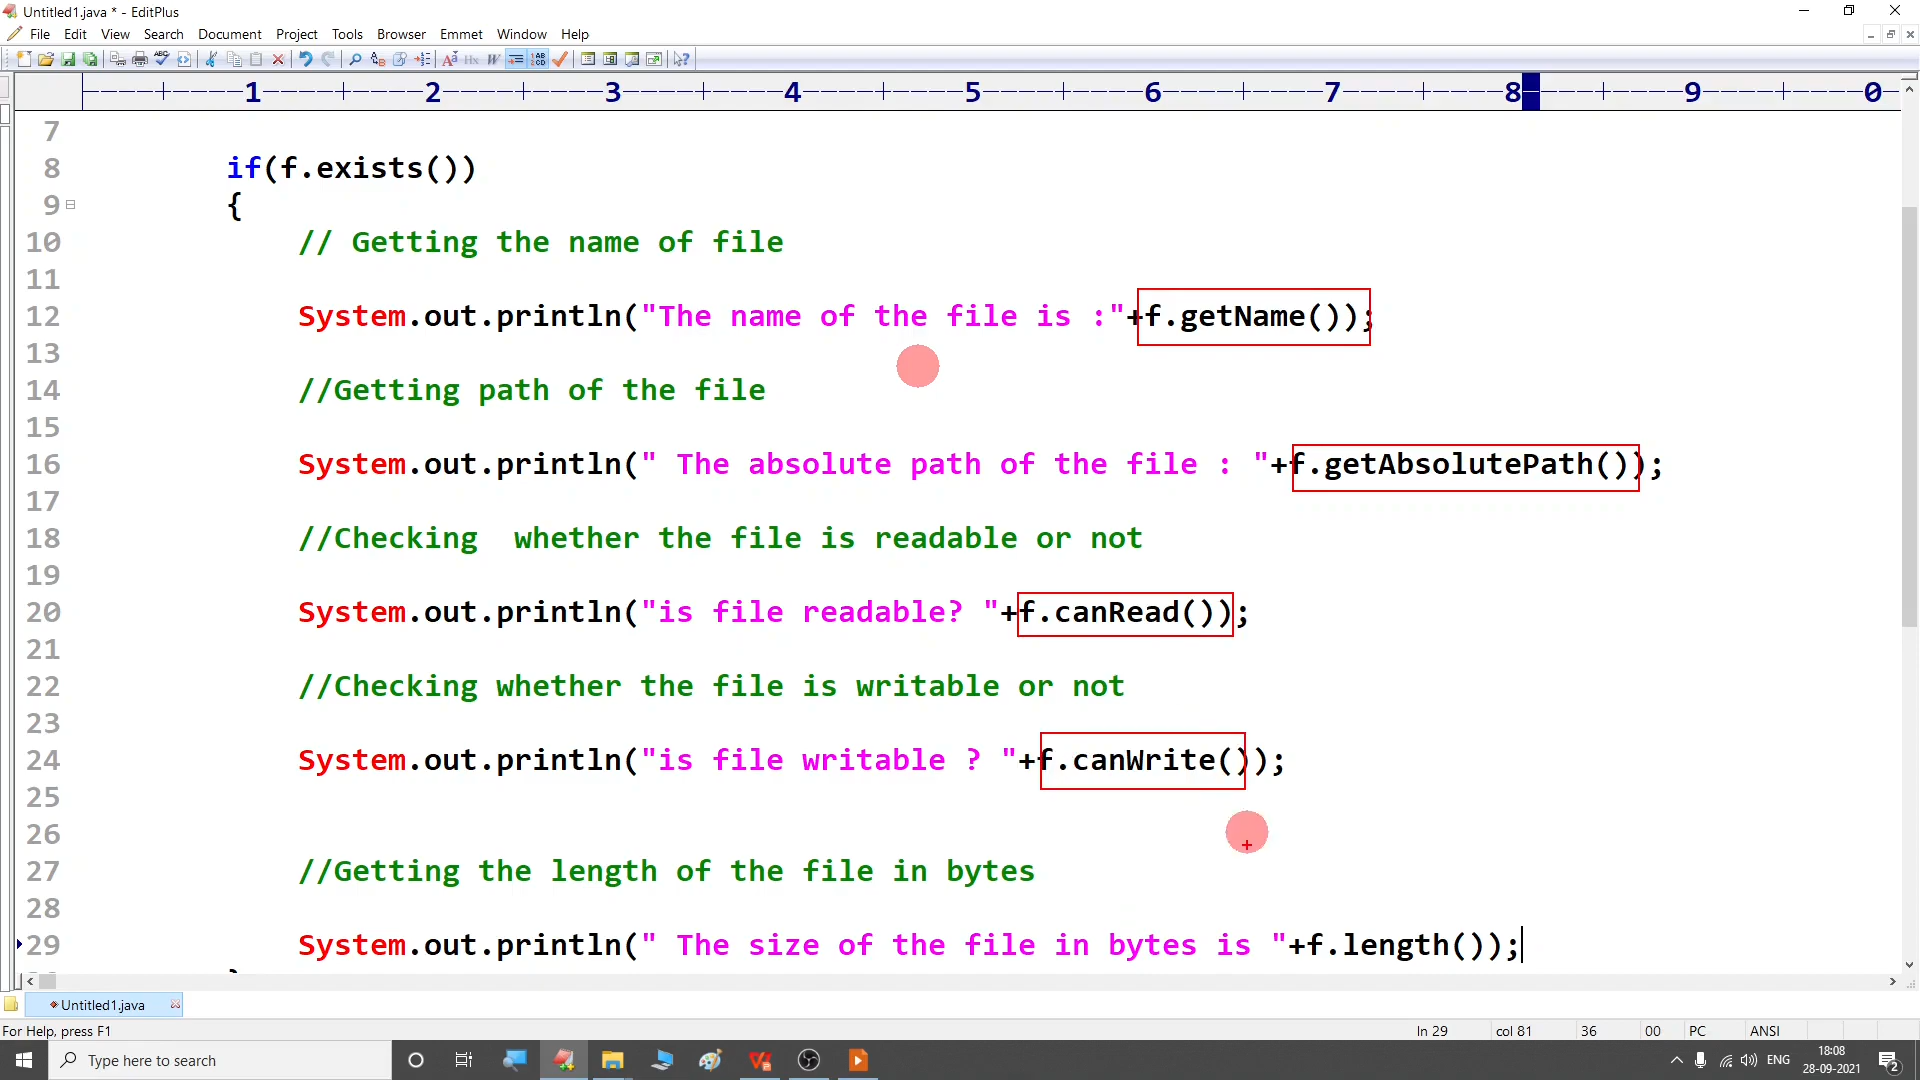 Untitled1.java * - EditPlus
File Edit View Search Document Project Tools Browser Emmet Window Help
----+----1----+----2----+----3----+----4----+----5----+----6----+----7----+----8----+----9----+----0
7
8 if(f.exists())
9 {
10 // Getting the name of file
11
12 System.out.println("The name of the file is :"+f.getName());
13
14 //Getting path of the file
15
16 System.out.println(" The absolute path of the file : "+f.getAbsolutePath());
17
18 //Checking  whether the file is readable or not
19
20 System.out.println("is file readable? "+f.canRead());
21
22 //Checking whether the file is writable or not
23
24 System.out.println("is file writable ? "+f.canWrite());
25
26
27 //Getting the length of the file in bytes
28
29 System.out.println(" The size of the file in bytes is "+f.length());
Untitled1.java
For Help, press F1 ln 29 col 81 36 00 PC ANSI
Type here to search ENG 18:08
28-09-2021 2